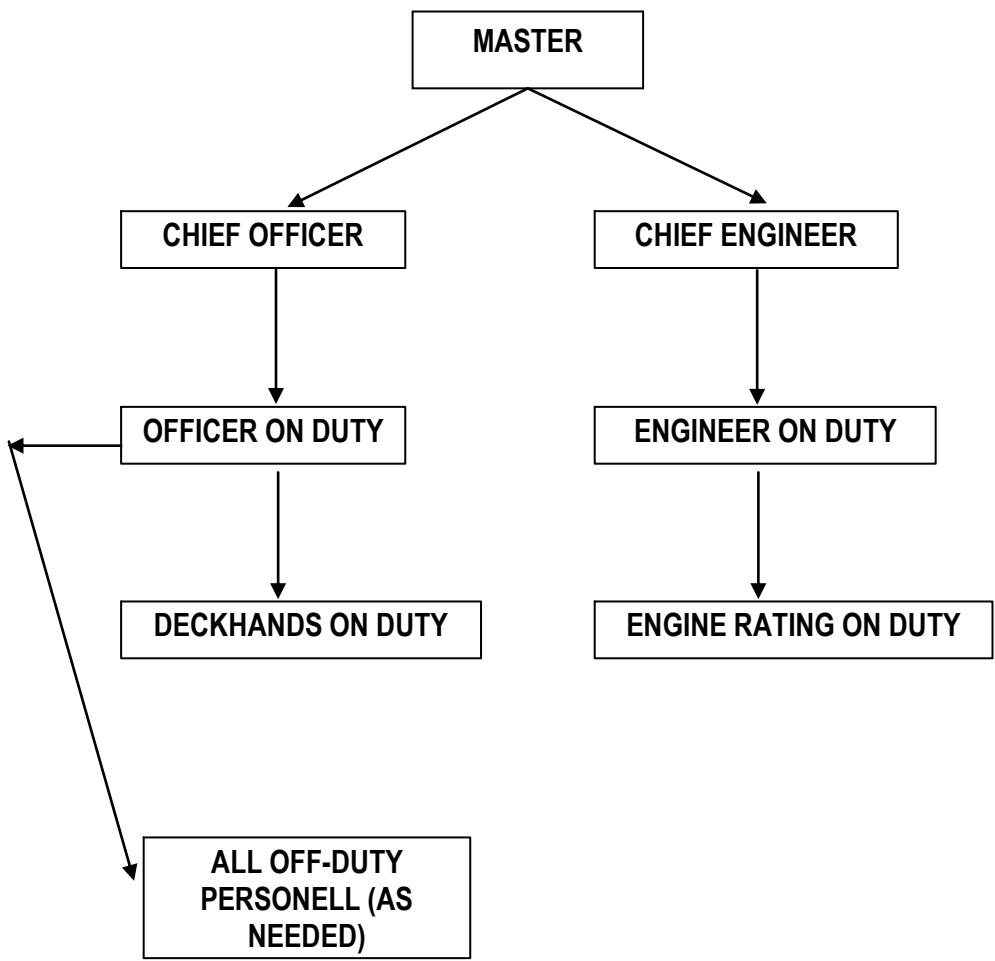 MASTER
CHIEF OFFICER
CHIEF ENGINEER
OFFICER ON DUTY
ENGINEER ON DUTY
DECKHANDS ON DUTY
ENGINE RATING ON DUTY
ALL OFF-DUTY
PERSONELL (AS
NEEDED)